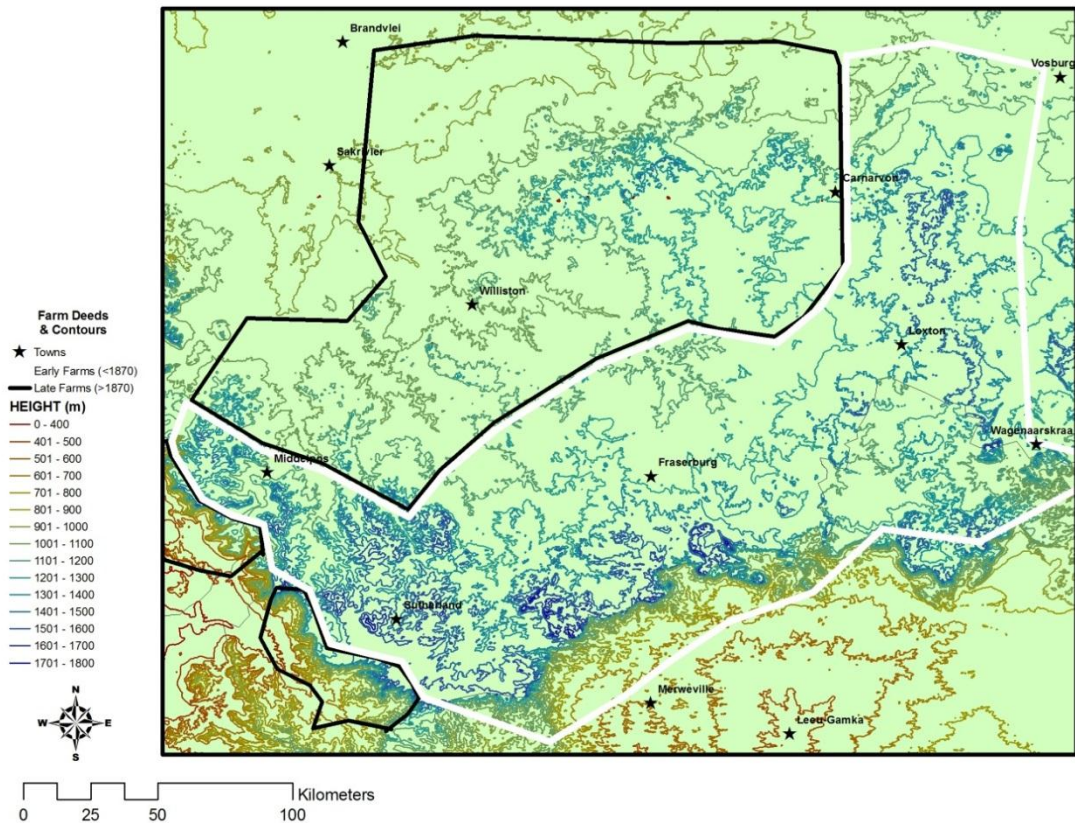 Brandvlei
Vosburg
Sakrivier
Carnarvon
Williston
Loxton
Wagenaarskraa
Fraserburg
Middelpos
Sutherland
Merweville
Leeu-Gamka
Farm Deeds
& Contours
Towns
Early Farms (<1870)
Late Farms (>1870)
HEIGHT (m)
0 - 400
401 - 500
501 - 600
601 - 700
701 - 800
801 - 900
901 - 1000
1001 - 1100
1101 - 1200
1201 - 1300
1301 - 1400
1401 - 1500
1501 - 1600
1601 - 1700
1701 - 1800
N
W E
S
Kilometers
0 25 50 100